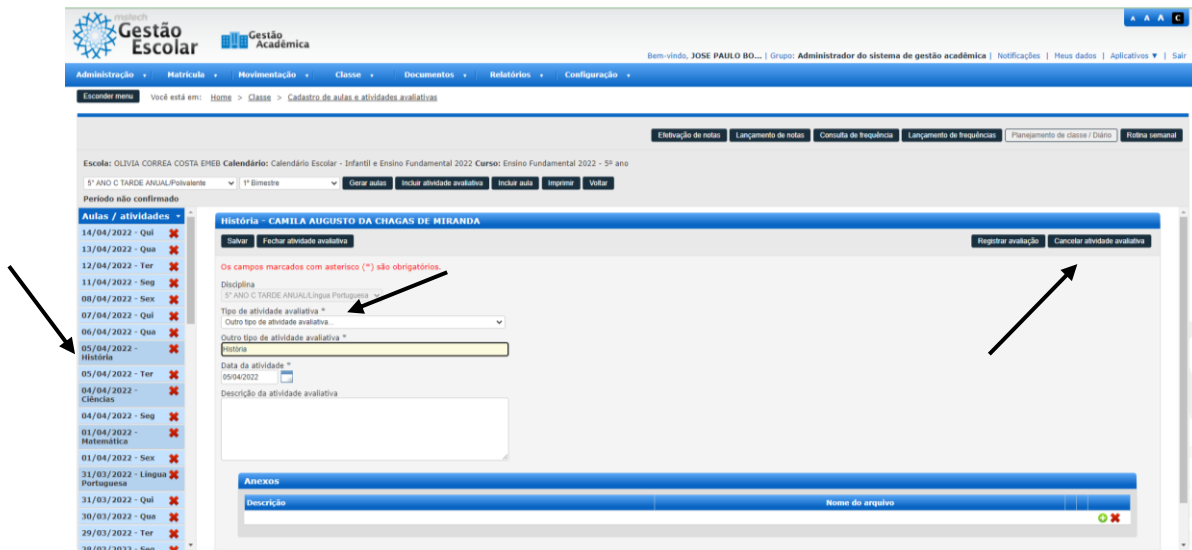 A A A C
mstech
Gestão Escolar
Gestão Acadêmica
Bem-vindo, JOSE PAULO BO... | Grupo: Administrador do sistema de gestão acadêmica | Notificações | Meus dados | Aplicativos ▼ | Sair
Administração Matrícula Movimentação Classe Documentos Relatórios Configuração
Esconder menu Você está em: Home > Classe > Cadastro de aulas e atividades avaliativas
Efetivação de notas Lançamento de notas Consulta de frequência Lançamento de frequências Planejamento de classe / Diário Rotina semanal
Escola: OLIVIA CORREA COSTA EMEB Calendário: Calendário Escolar - Infantil e Ensino Fundamental 2022 Curso: Ensino Fundamental 2022 - 5º ano
5° ANO C TARDE ANUAL/Polivalente 1º Bimestre Gerar aulas Incluir atividade avaliativa Incluir aula Imprimir Voltar
Período não confirmado
Aulas / atividades
14/04/2022 - Qui
13/04/2022 - Qua
12/04/2022 - Ter
11/04/2022 - Seg
08/04/2022 - Sex
07/04/2022 - Qui
06/04/2022 - Qua
05/04/2022 - História
05/04/2022 - Ter
04/04/2022 - Ciências
04/04/2022 - Seg
01/04/2022 - Matemática
01/04/2022 - Sex
31/03/2022 - Língua Portuguesa
31/03/2022 - Qui
30/03/2022 - Qua
29/03/2022 - Ter
28/03/2022 - Seg
História - CAMILA AUGUSTO DA CHAGAS DE MIRANDA
Salvar Fechar atividade avaliativa Registrar avaliação Cancelar atividade avaliativa
Os campos marcados com asterisco (*) são obrigatórios.
Disciplina
5° ANO C TARDE ANUAL/Língua Portuguesa
Tipo de atividade avaliativa *
Outro tipo de atividade avaliativa...
Outro tipo de atividade avaliativa *
História
Data da atividade *
05/04/2022
Descrição da atividade avaliativa
Anexos
Descrição Nome do arquivo